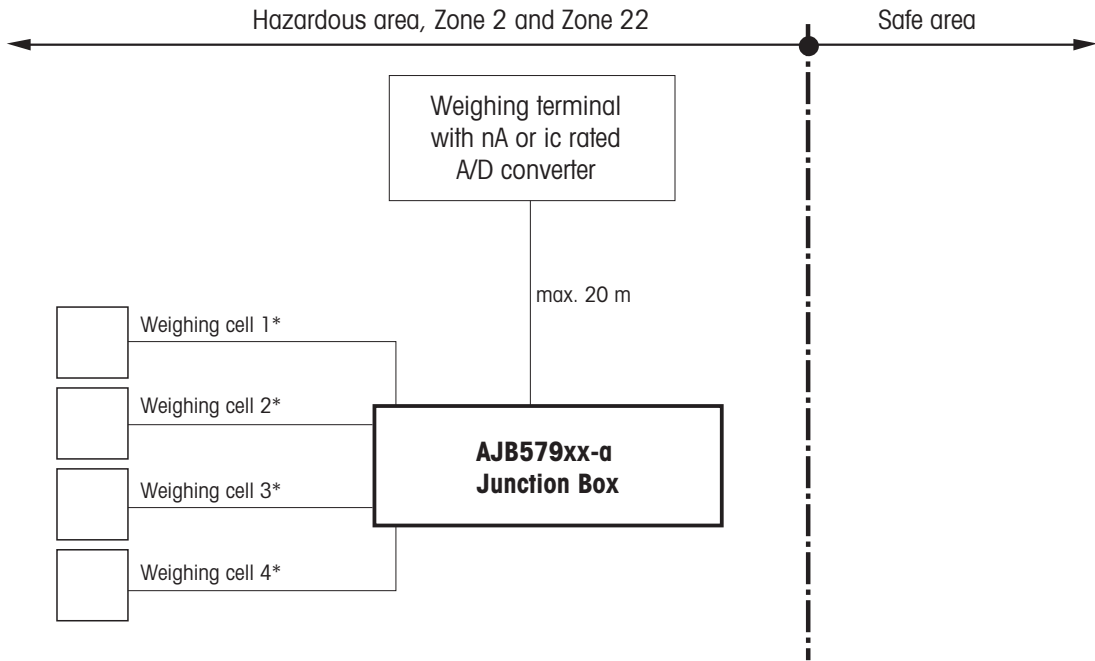 Hazardous area, Zone 2 and Zone 22
Safe area
Weighing terminal
with nA or ic rated
A/D converter
max. 20 m
Weighing cell 1*
Weighing cell 2*
Weighing cell 3*
Weighing cell 4*
AJB579xx-a
Junction Box